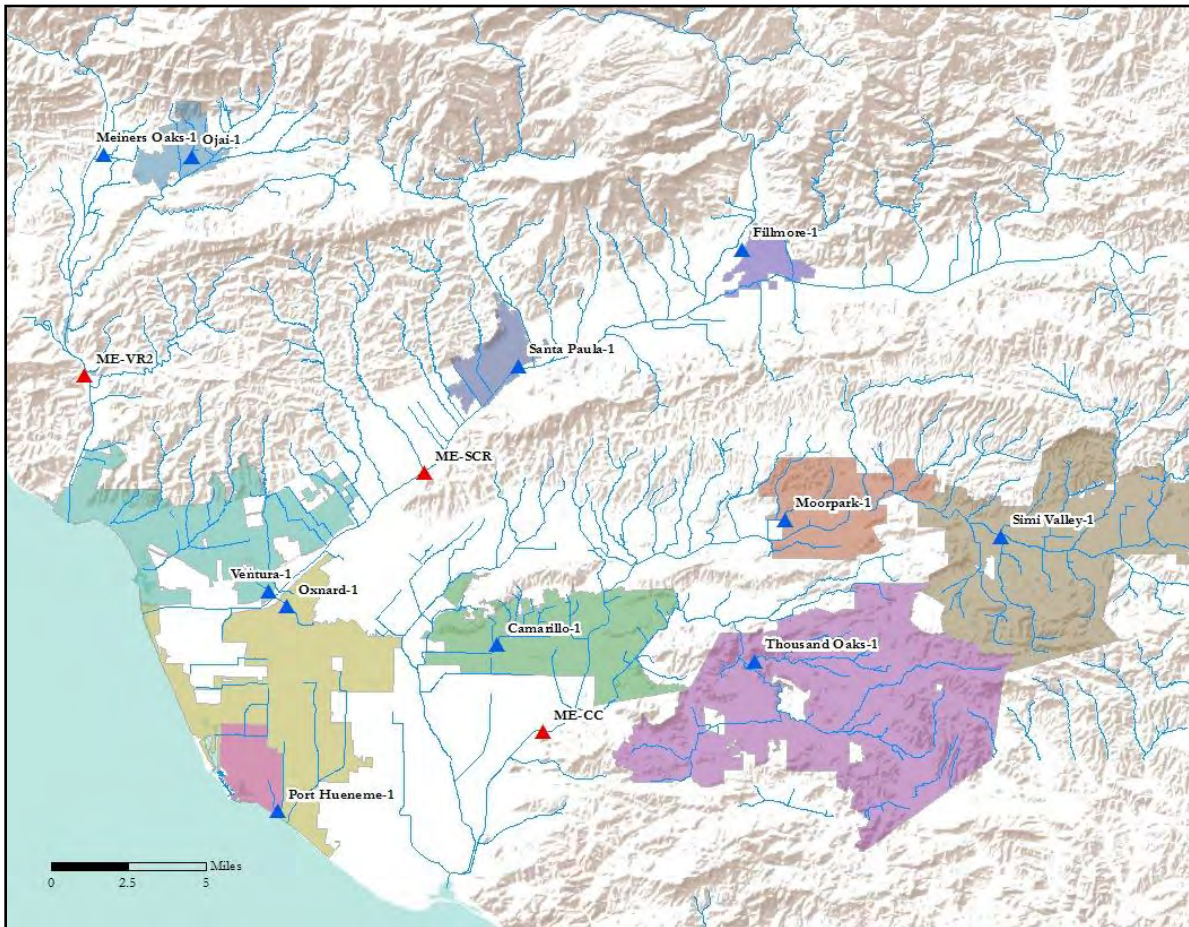 Meiners Oaks-1
Ojai-1
Fillmore-1
Santa Paula-1
ME-VR2
ME-SCR
Moorpark-1
Simi Valley-1
Ventura-1
Oxnard-1
Camarillo-1
Thousand Oaks-1
ME-CC
Port Hueneme-1
Miles
0 2.5 5